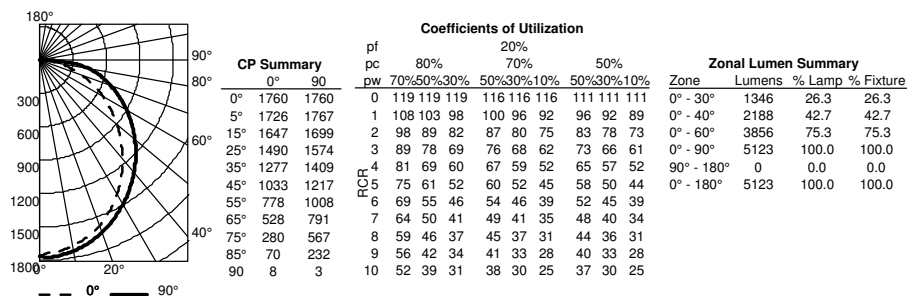 180°
90°
80°
60°
40°
20°
0°
300
600
900
1200
1500
1800
0° 90°
CP Summary
0° 90
0° 1760 1760
5° 1726 1767
15° 1647 1699
25° 1490 1574
35° 1277 1409
45° 1033 1217
55° 778 1008
65° 528 791
75° 280 567
85° 70 232
90 8 3
Coefficients of Utilization
pf 20%
pc 80% 70% 50%
pw 70%50%30% 50%30%10% 50%30%10%
RCR
0 119 119 119 116 116 116 111 111 111
1 108 103 98 100 96 92 96 92 89
2 98 89 82 87 80 75 83 78 73
3 89 78 69 76 68 62 73 66 61
4 81 69 60 67 59 52 65 57 52
5 75 61 52 60 52 45 58 50 44
6 69 55 46 54 46 39 52 45 39
7 64 50 41 49 41 35 48 40 34
8 59 46 37 45 37 31 44 36 31
9 56 42 34 41 33 28 40 33 28
10 52 39 31 38 30 25 37 30 25
Zonal Lumen Summary
Zone Lumens % Lamp % Fixture
0° - 30° 1346 26.3 26.3
0° - 40° 2188 42.7 42.7
0° - 60° 3856 75.3 75.3
0° - 90° 5123 100.0 100.0
90° - 180° 0 0.0 0.0
0° - 180° 5123 100.0 100.0